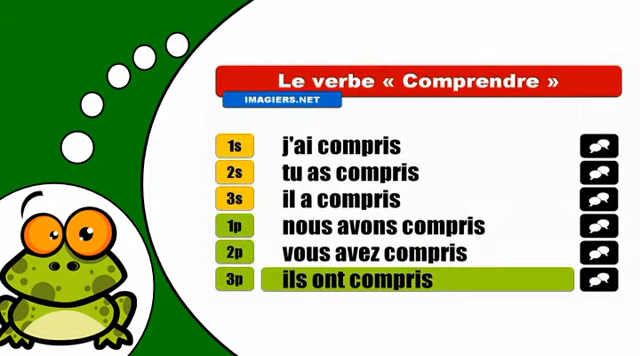 Le verbe « Comprendre »
IMAGIERS.NET
1s j'ai compris
2s tu as compris
3s il a compris
1p nous avons compris
2p vous avez compris
3p ils ont compris